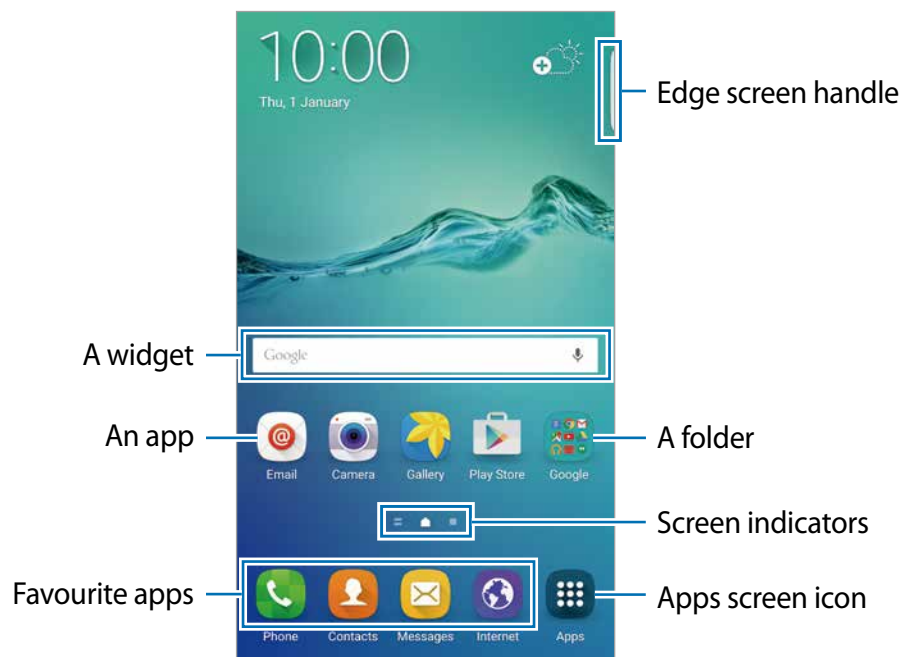 10:00
Thu, 1 January
Edge screen handle
A widget
Google
An app
A folder
@
Email Camera Gallery Play Store Google
Screen indicators
Favourite apps
Apps screen icon
Phone Contacts Messages Internet Apps